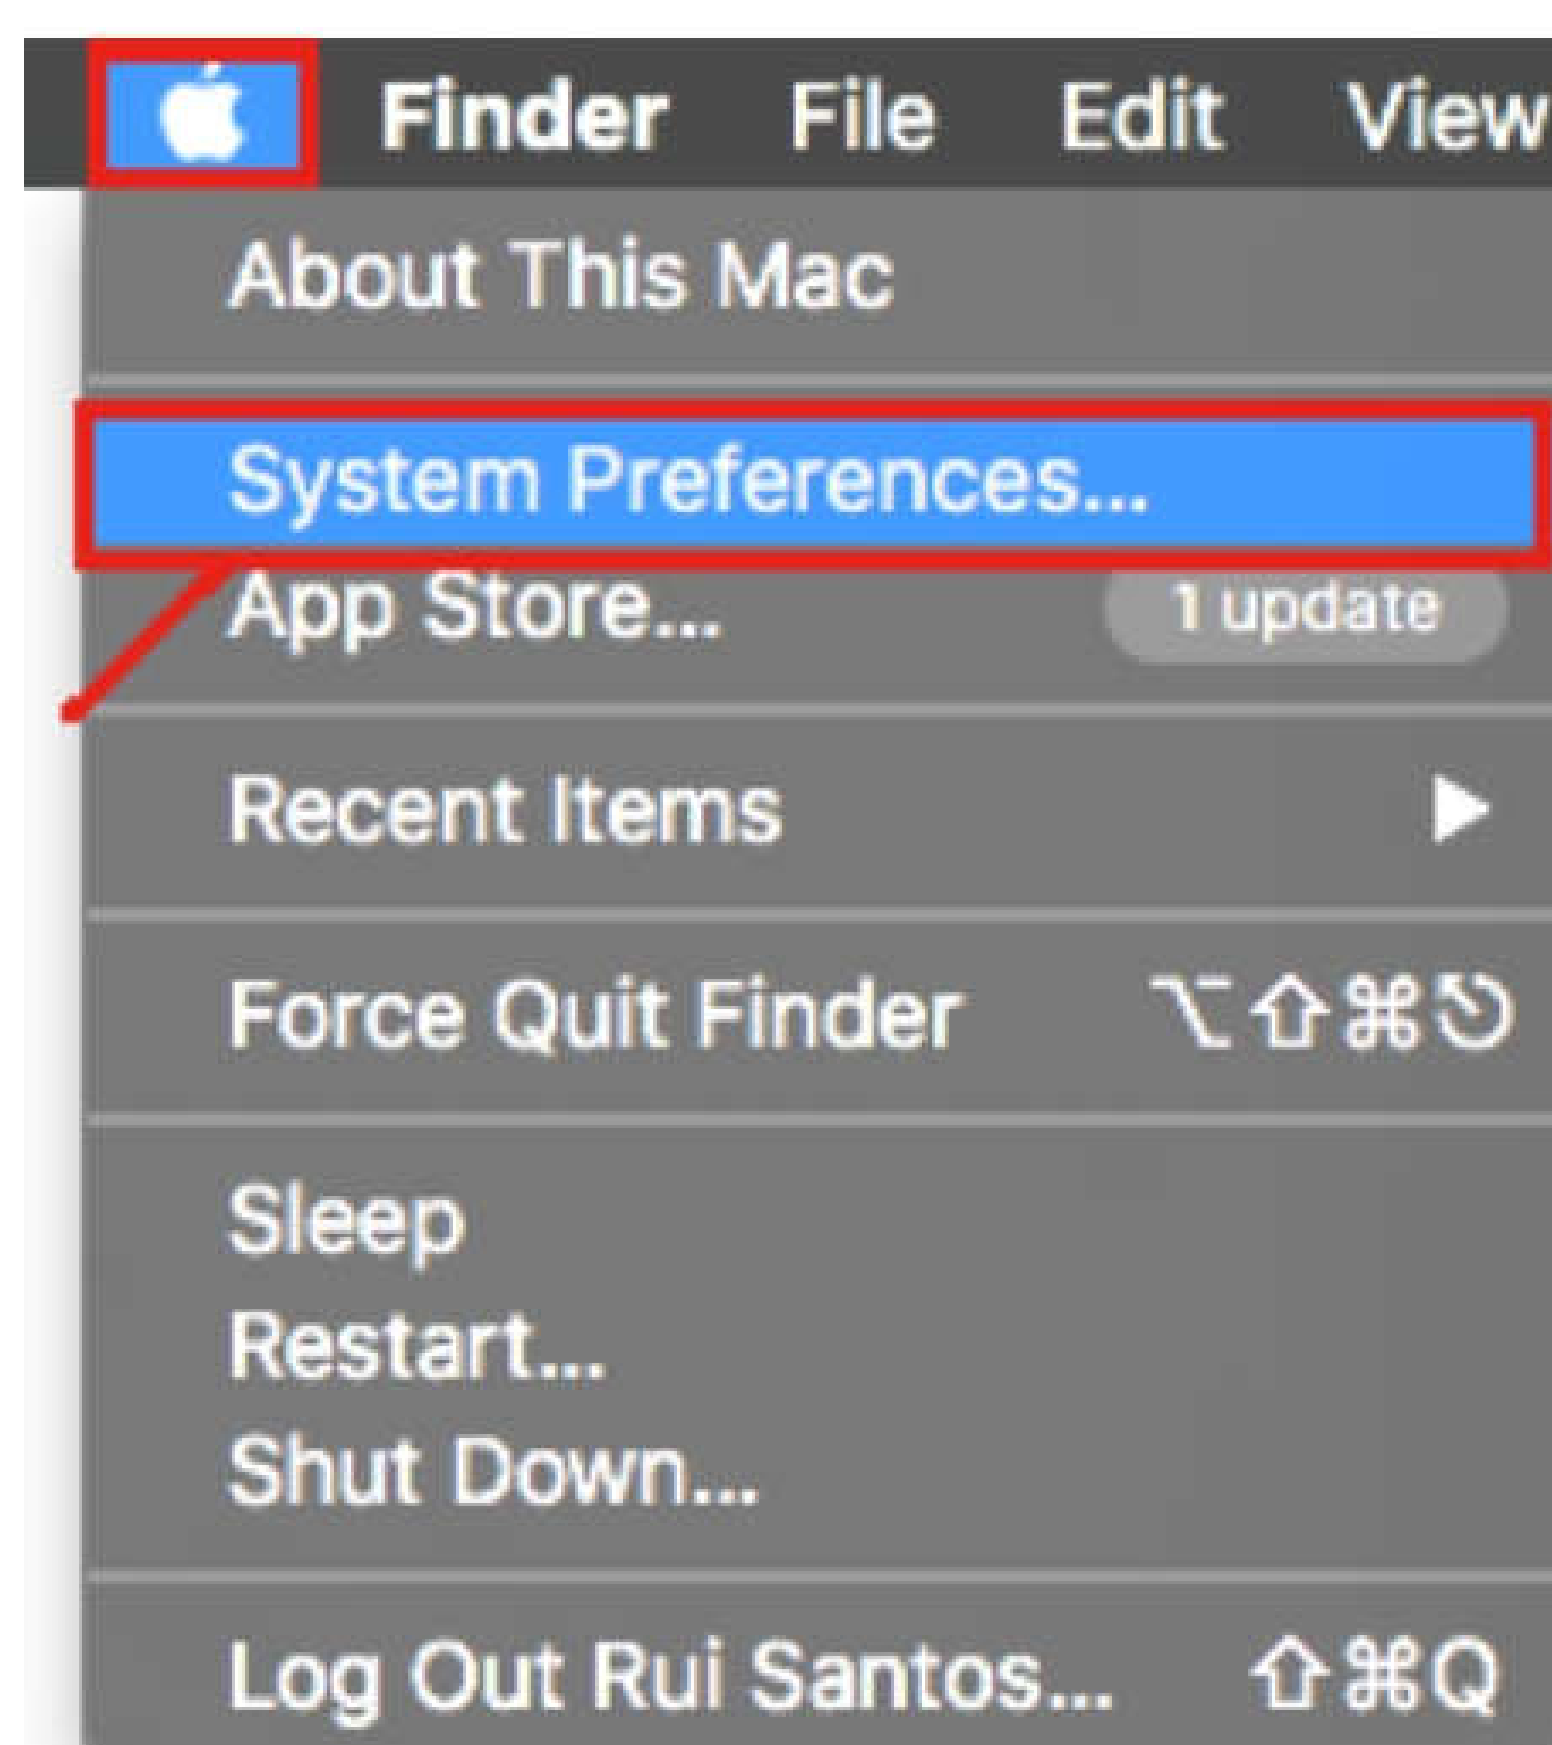 Finder File Edit View
About This Mac
System Preferences...
App Store... 1 update
Recent Items ▶
Force Quit Finder ⌥⇧⌘⎋
Sleep
Restart...
Shut Down...
Log Out Rui Santos... ⇧⌘Q